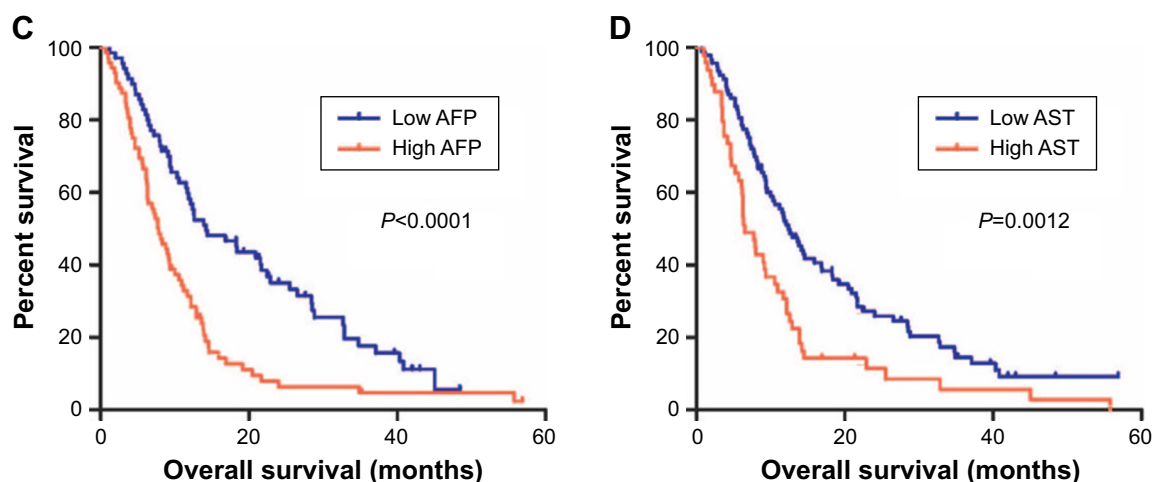 C
100
80
60
40
20
0
Percent survival
Low AFP
High AFP
P<0.0001
0 20 40 60
Overall survival (months)
D
100
80
60
40
20
0
Percent survival
Low AST
High AST
P=0.0012
0 20 40 60
Overall survival (months)